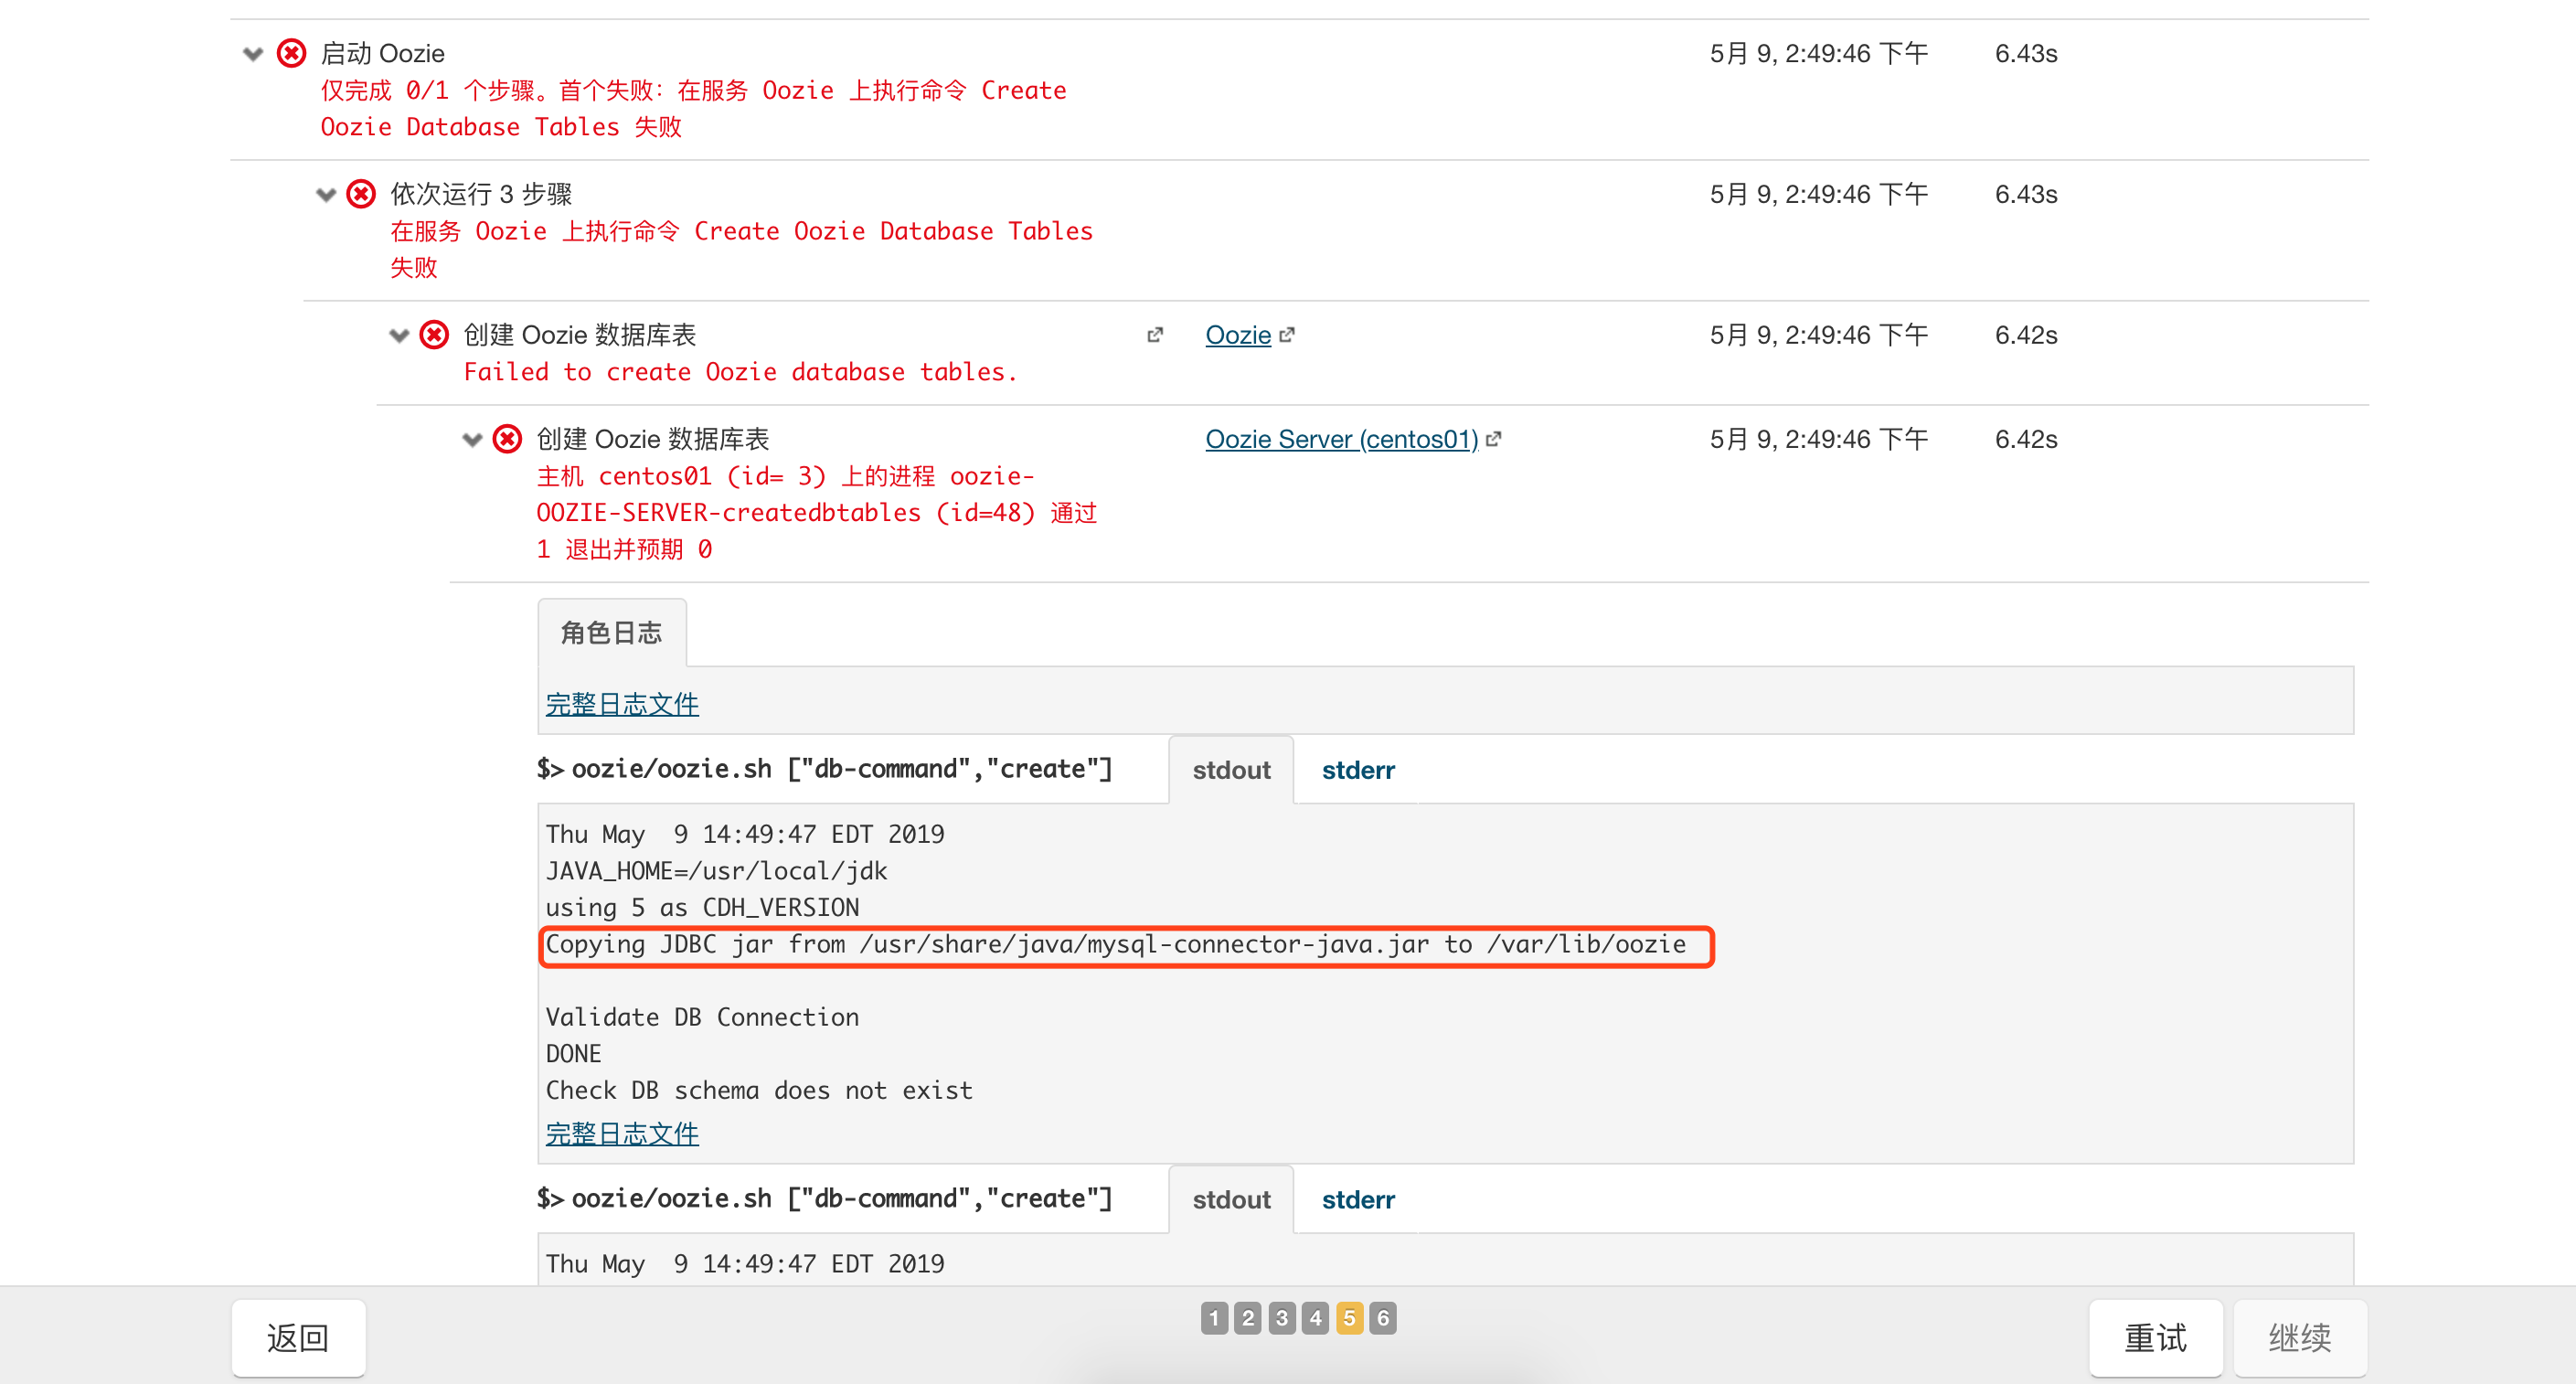 启动 Oozie 5月 9, 2:49:46 下午 6.43s
仅完成 0/1 个步骤。首个失败：在服务 Oozie 上执行命令 Create
Oozie Database Tables 失败
依次运行 3 步骤 5月 9, 2:49:46 下午 6.43s
在服务 Oozie 上执行命令 Create Oozie Database Tables
失败
创建 Oozie 数据库表 Oozie 5月 9, 2:49:46 下午 6.42s
Failed to create Oozie database tables.
创建 Oozie 数据库表 Oozie Server (centos01) 5月 9, 2:49:46 下午 6.42s
主机 centos01 (id= 3) 上的进程 oozie-
OOZIE-SERVER-createdbtables (id=48) 通过
1 退出并预期 0
角色日志
完整日志文件
$> oozie/oozie.sh ["db-command","create"] stdout stderr
Thu May  9 14:49:47 EDT 2019
JAVA_HOME=/usr/local/jdk
using 5 as CDH_VERSION
Copying JDBC jar from /usr/share/java/mysql-connector-java.jar to /var/lib/oozie
Validate DB Connection
DONE
Check DB schema does not exist
完整日志文件
$> oozie/oozie.sh ["db-command","create"] stdout stderr
Thu May  9 14:49:47 EDT 2019
返回 1 2 3 4 5 6 重试 继续